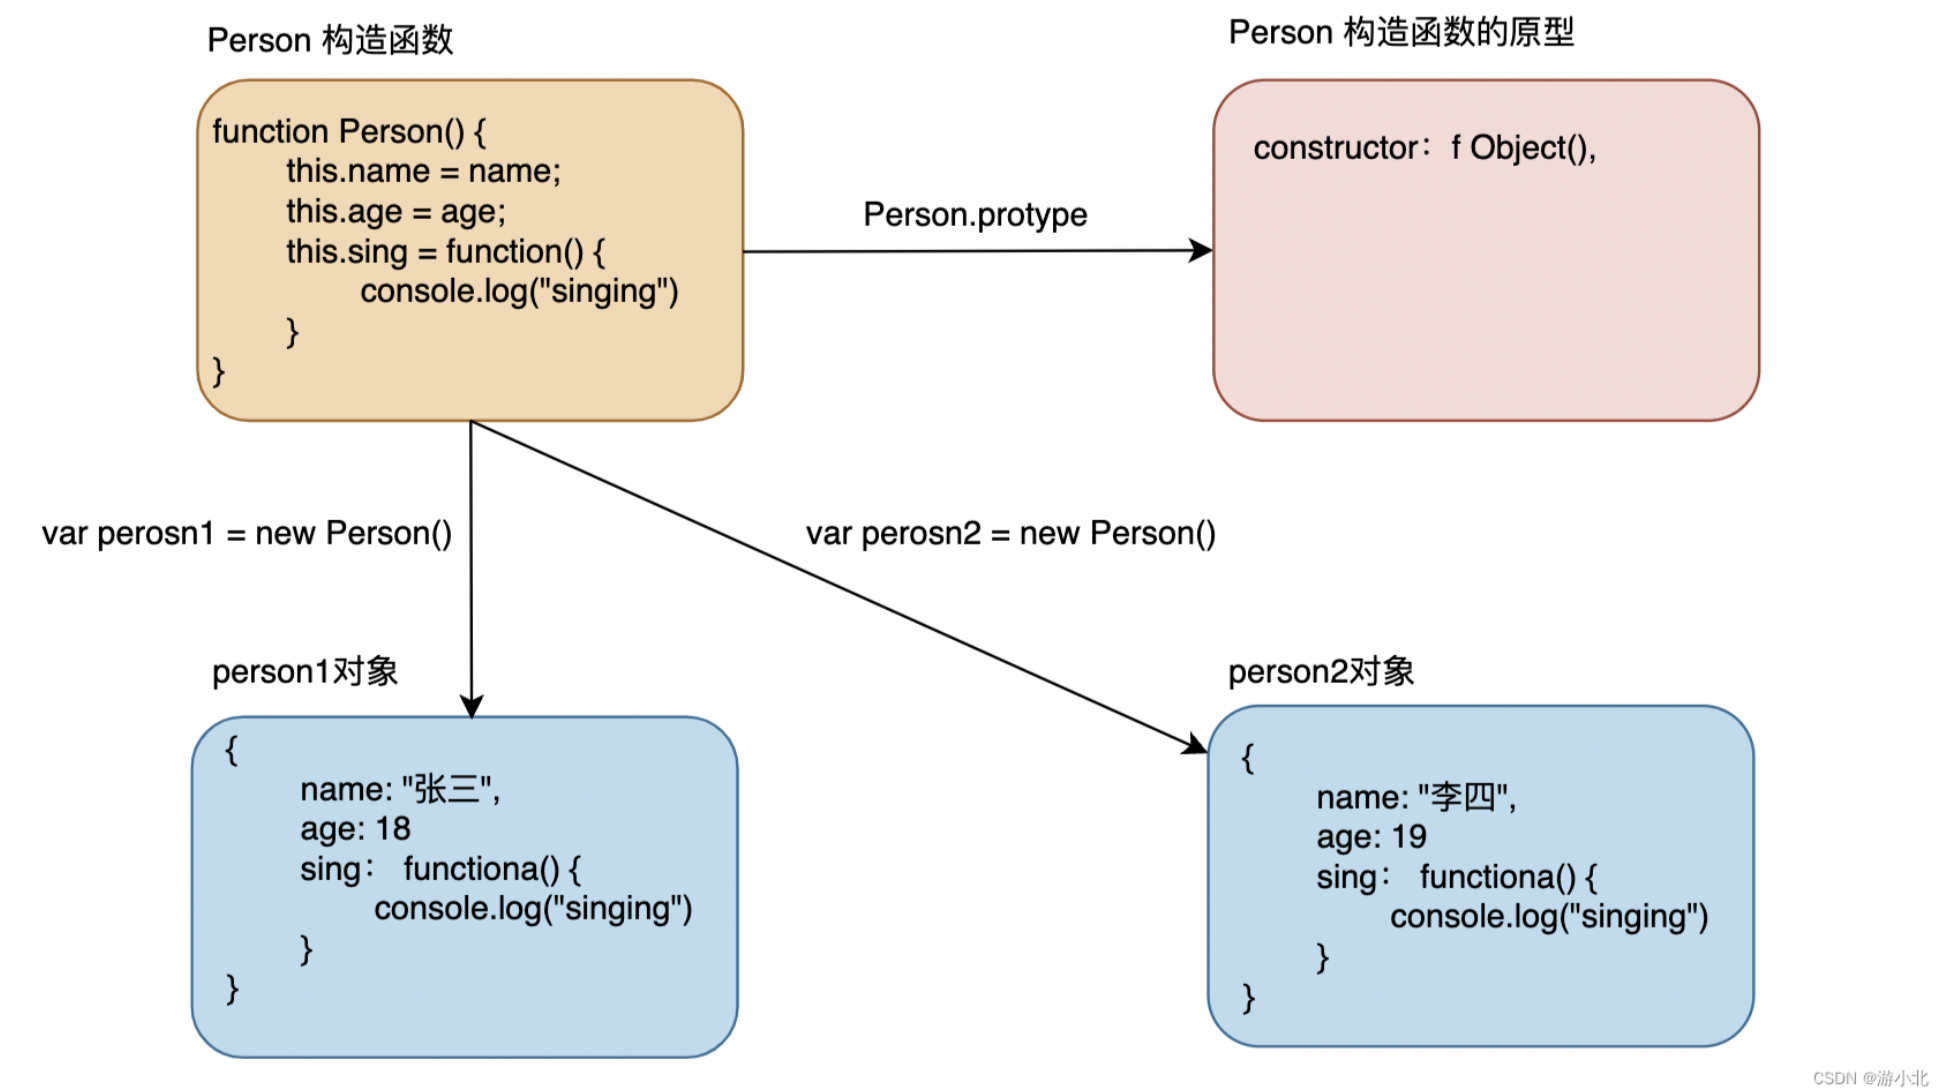 Person 构造函数
function Person() {
this.name = name;
this.age = age;
this.sing = function() {
console.log("singing")
}
}
Person.protype
Person 构造函数的原型
constructor：f Object(),
var perosn1 = new Person()
var perosn2 = new Person()
person1对象
{
name: "张三",
age: 18
sing： functiona() {
console.log("singing")
}
}
person2对象
{
name: "李四",
age: 19
sing： functiona() {
console.log("singing")
}
}
CSDN @游小北